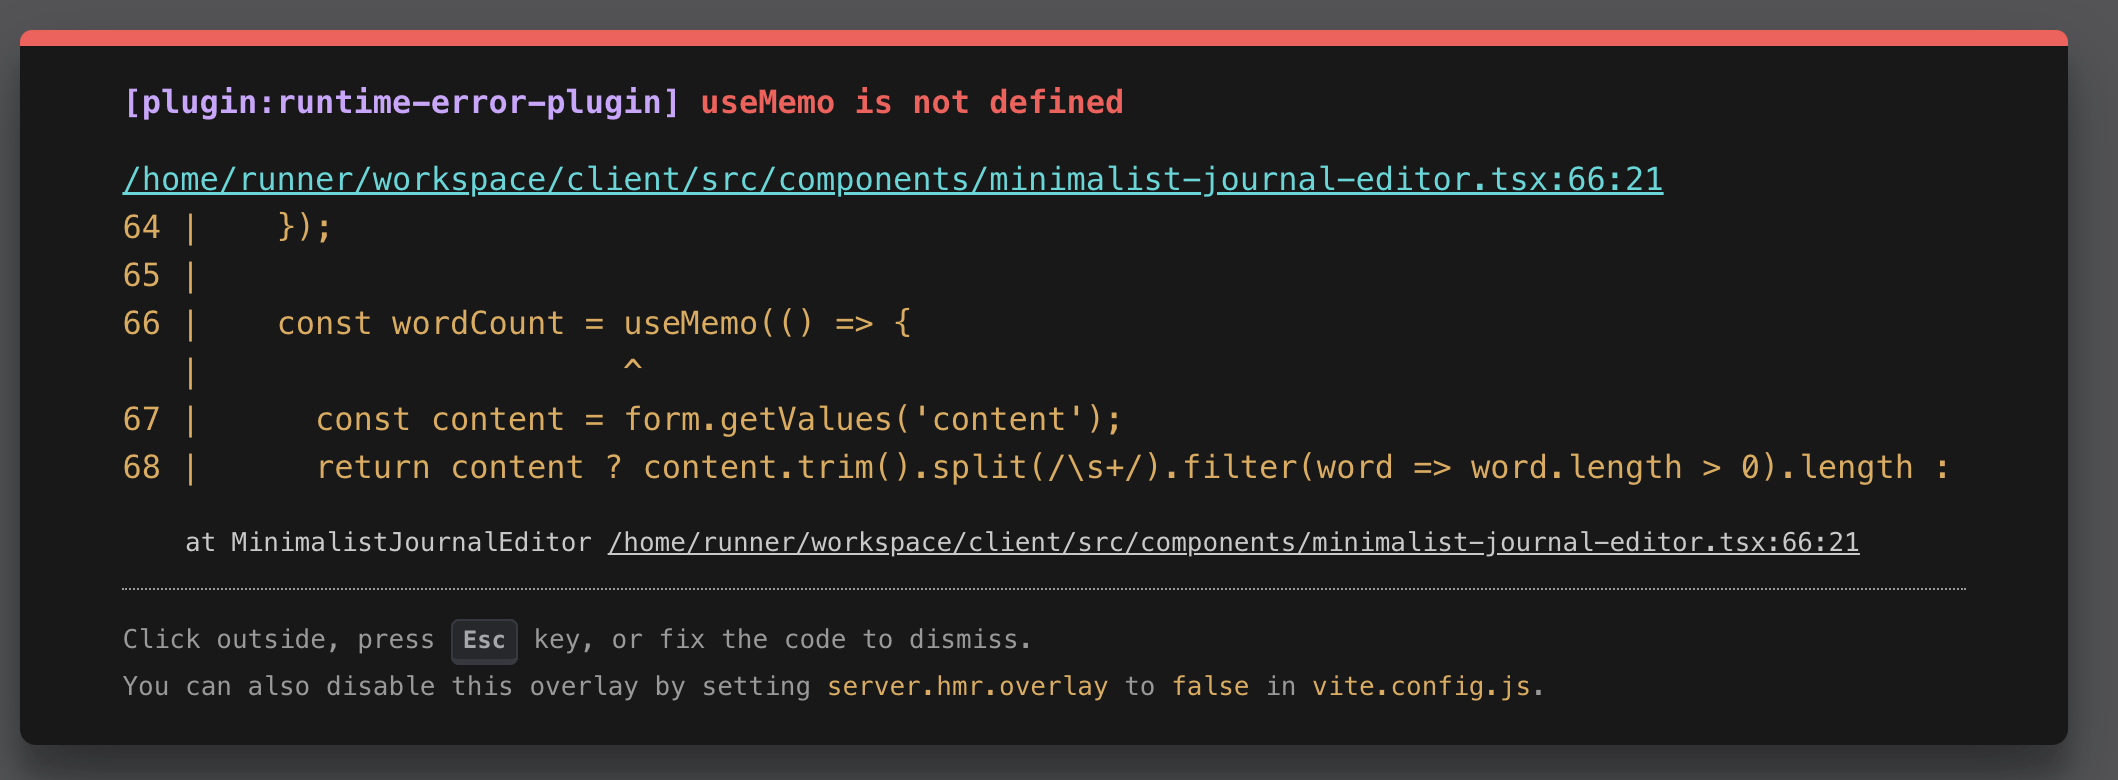 [plugin:runtime-error-plugin] useMemo is not defined
/home/runner/workspace/client/src/components/minimalist-journal-editor.tsx:66:21
64 |    });
65 |
66 |    const wordCount = useMemo(() => {
   |                      ^
67 |      const content = form.getValues('content');
68 |      return content ? content.trim().split(/\s+/).filter(word => word.length > 0).length :
at MinimalistJournalEditor /home/runner/workspace/client/src/components/minimalist-journal-editor.tsx:66:21
Click outside, press Esc key, or fix the code to dismiss.
You can also disable this overlay by setting server.hmr.overlay to false in vite.config.js.